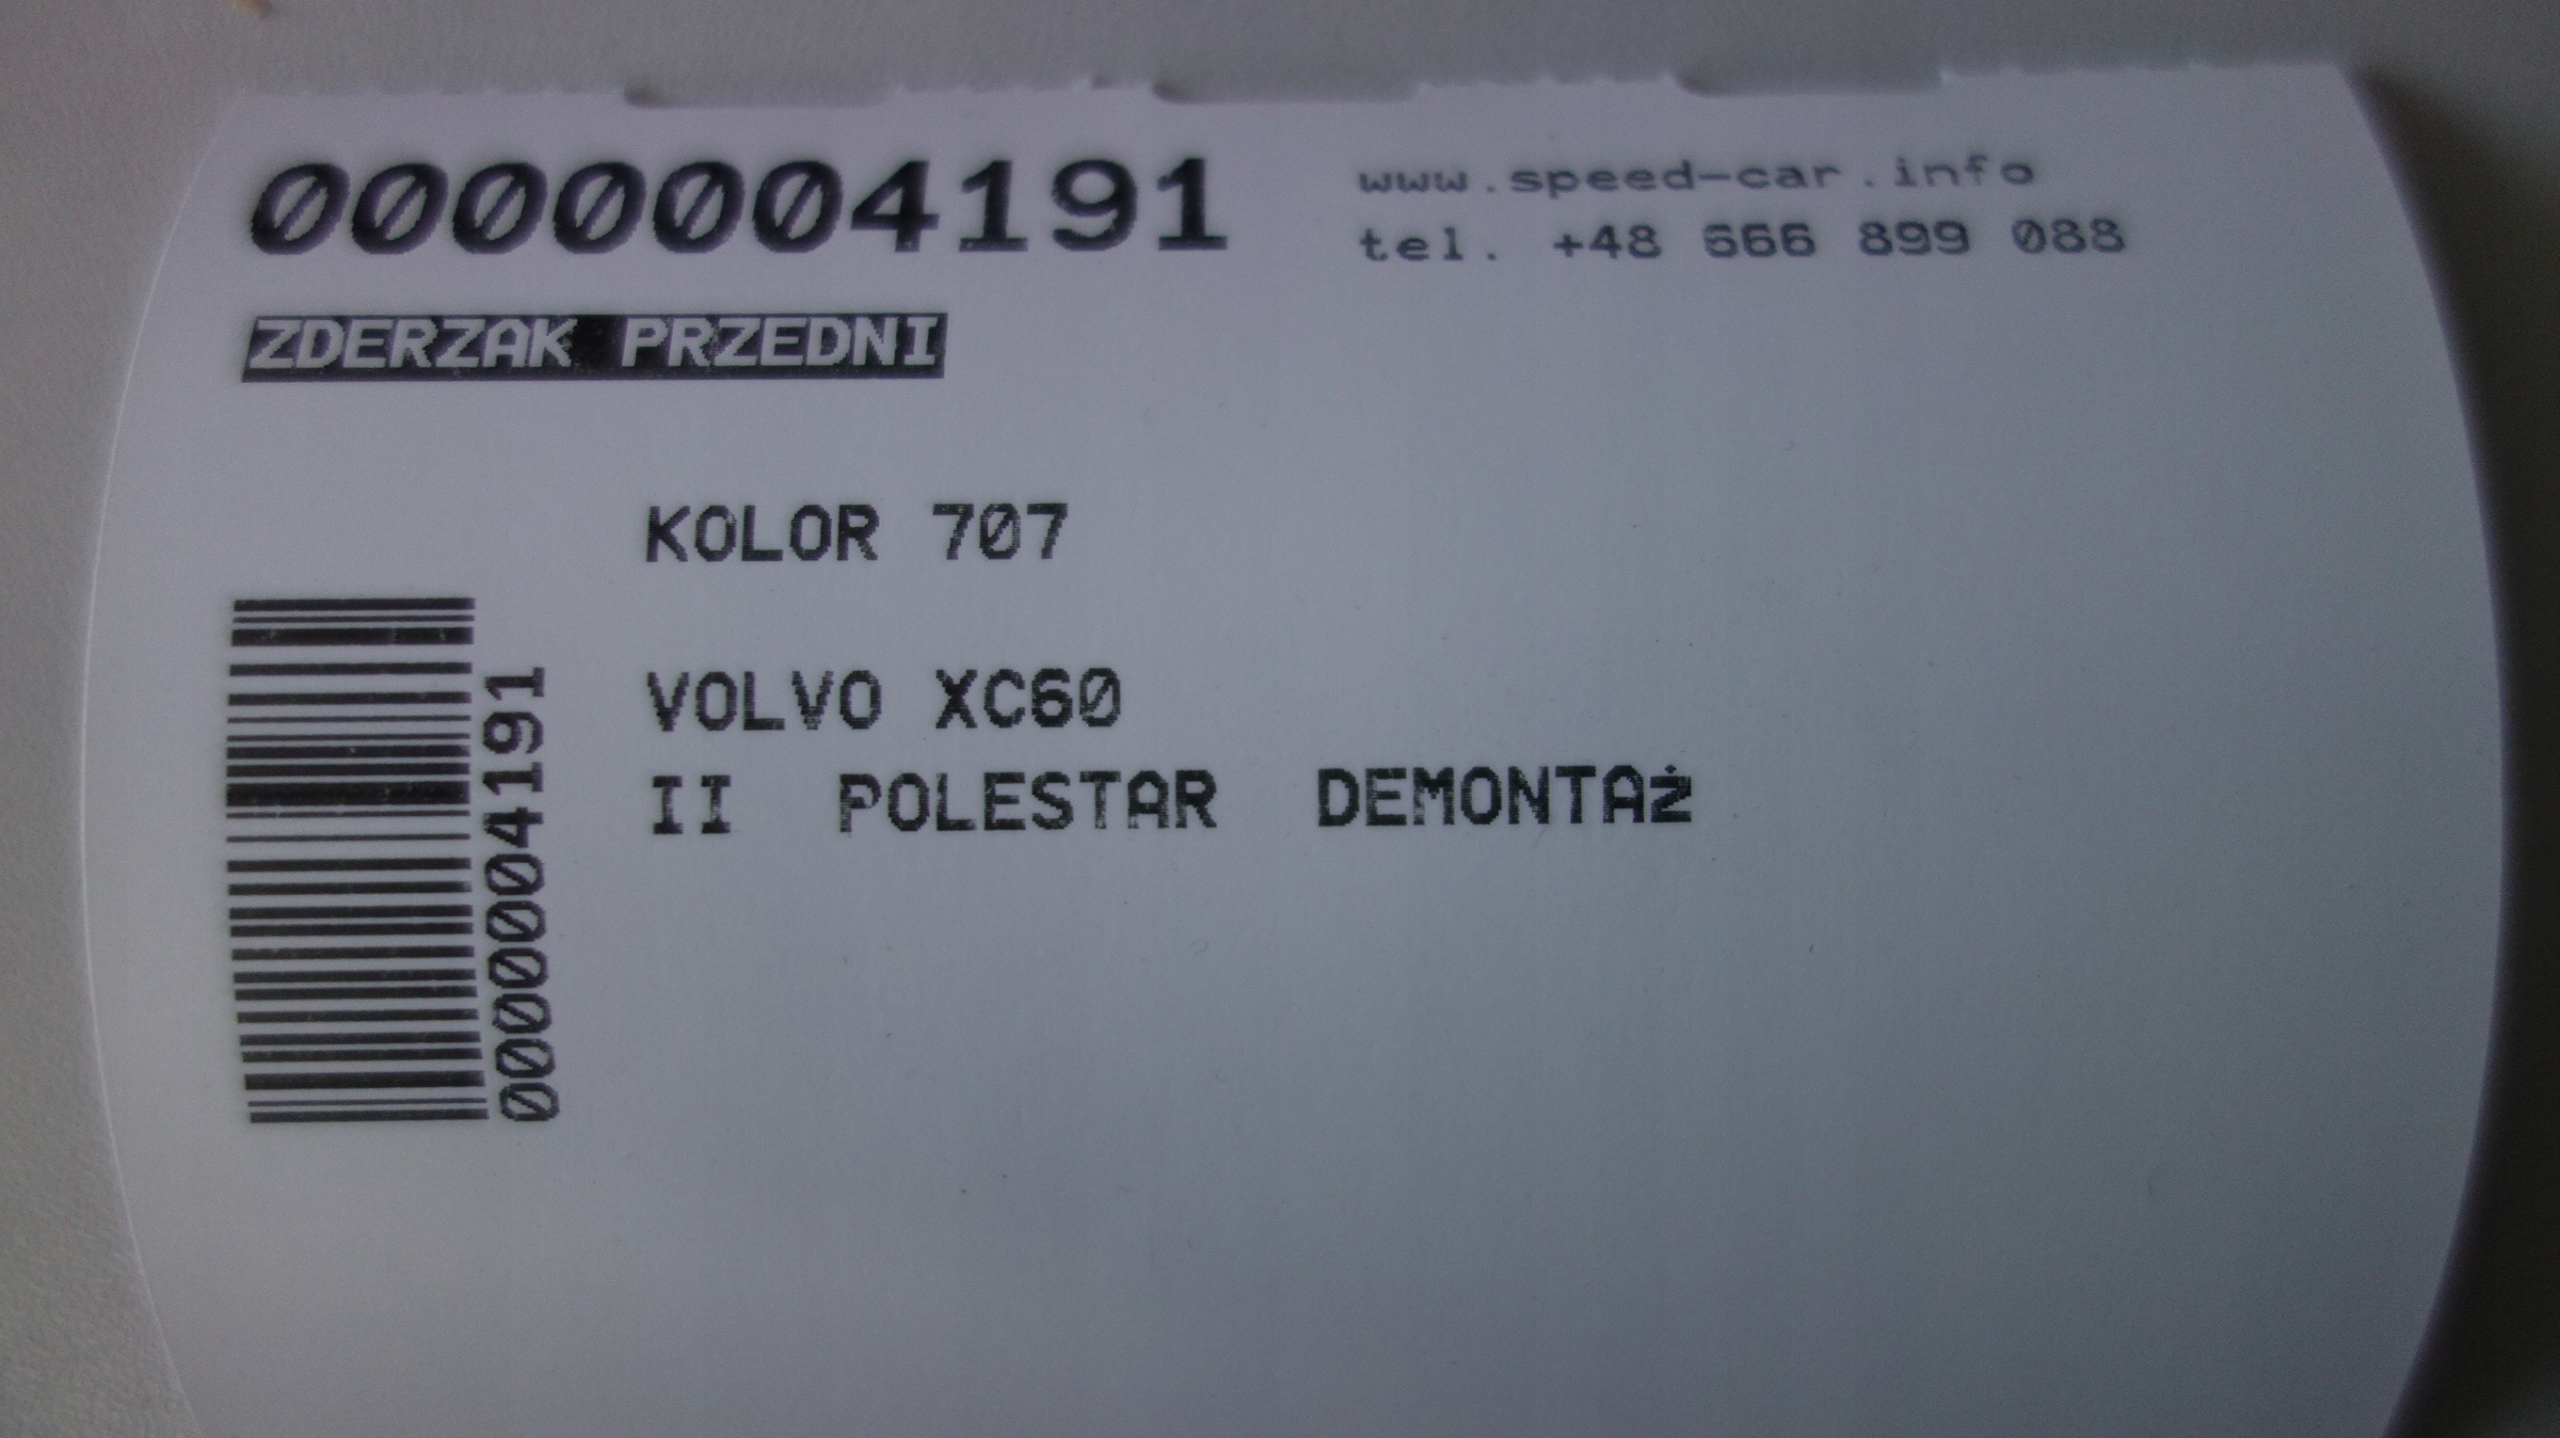 0000004191
www.speed-car.info
tel. +48 666 899 088
ZDERZAK PRZEDNI
KOLOR 707
0000004191
VOLVO XC60
II POLESTAR DEMONTAż